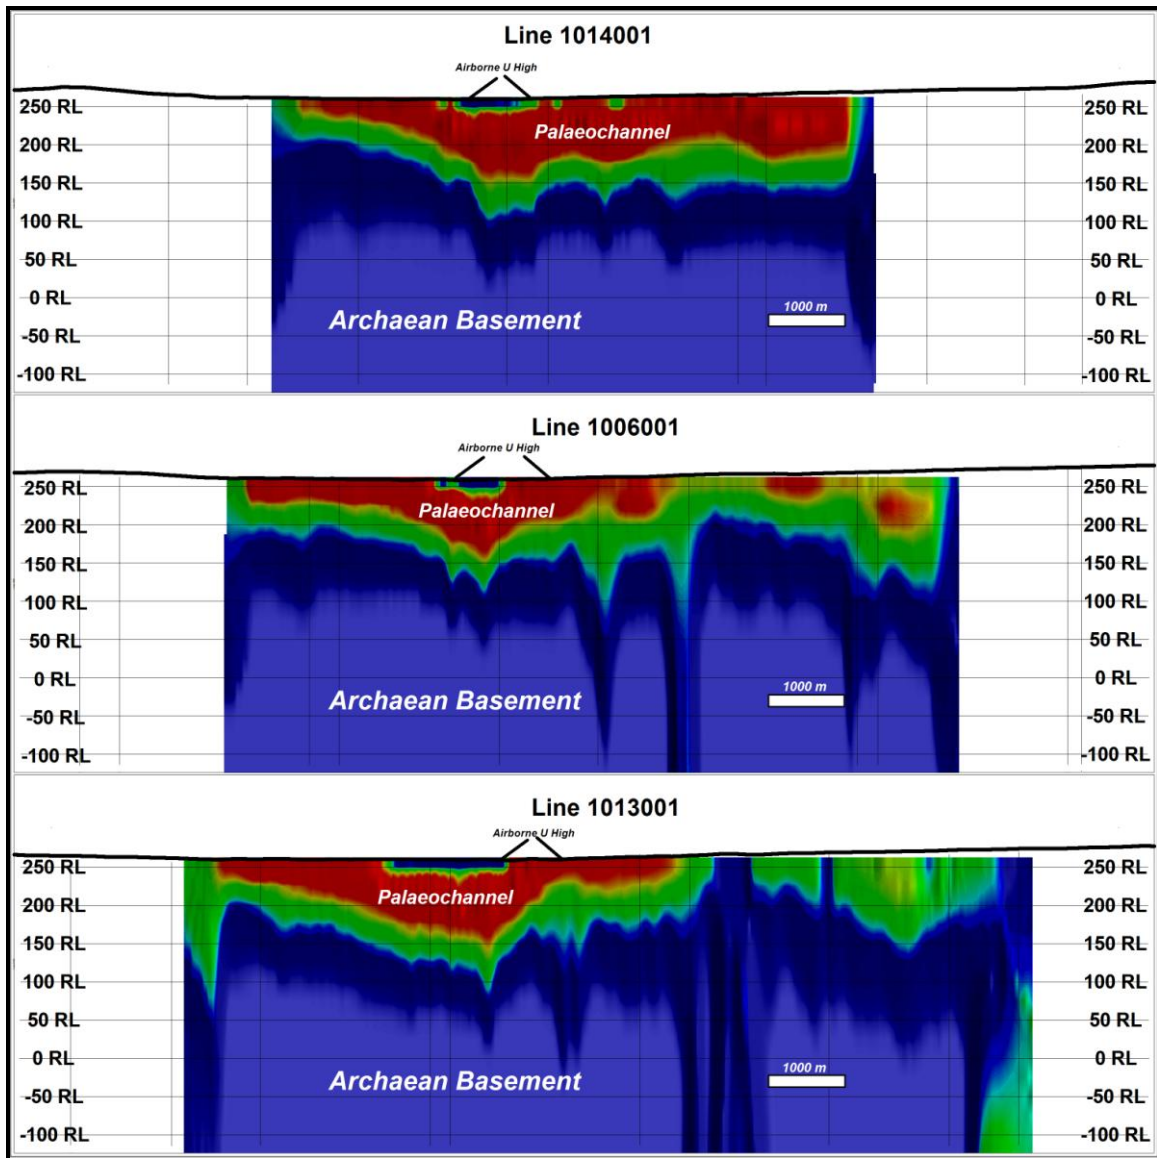 Line 1014001
Airborne U High
250 RL 250 RL
Palaeochannel
200 RL 200 RL
150 RL 150 RL
100 RL 100 RL
50 RL 50 RL
0 RL 1000 m 0 RL
Archaean Basement
-50 RL -50 RL
-100 RL -100 RL
Line 1006001
Airborne U High
250 RL 250 RL
Palaeochannel
200 RL 200 RL
150 RL 150 RL
100 RL 100 RL
50 RL 50 RL
0 RL 1000 m 0 RL
Archaean Basement
-50 RL -50 RL
-100 RL -100 RL
Line 1013001
Airborne U High
250 RL 250 RL
Palaeochannel
200 RL 200 RL
150 RL 150 RL
100 RL 100 RL
50 RL 50 RL
0 RL 1000 m 0 RL
Archaean Basement
-50 RL -50 RL
-100 RL -100 RL